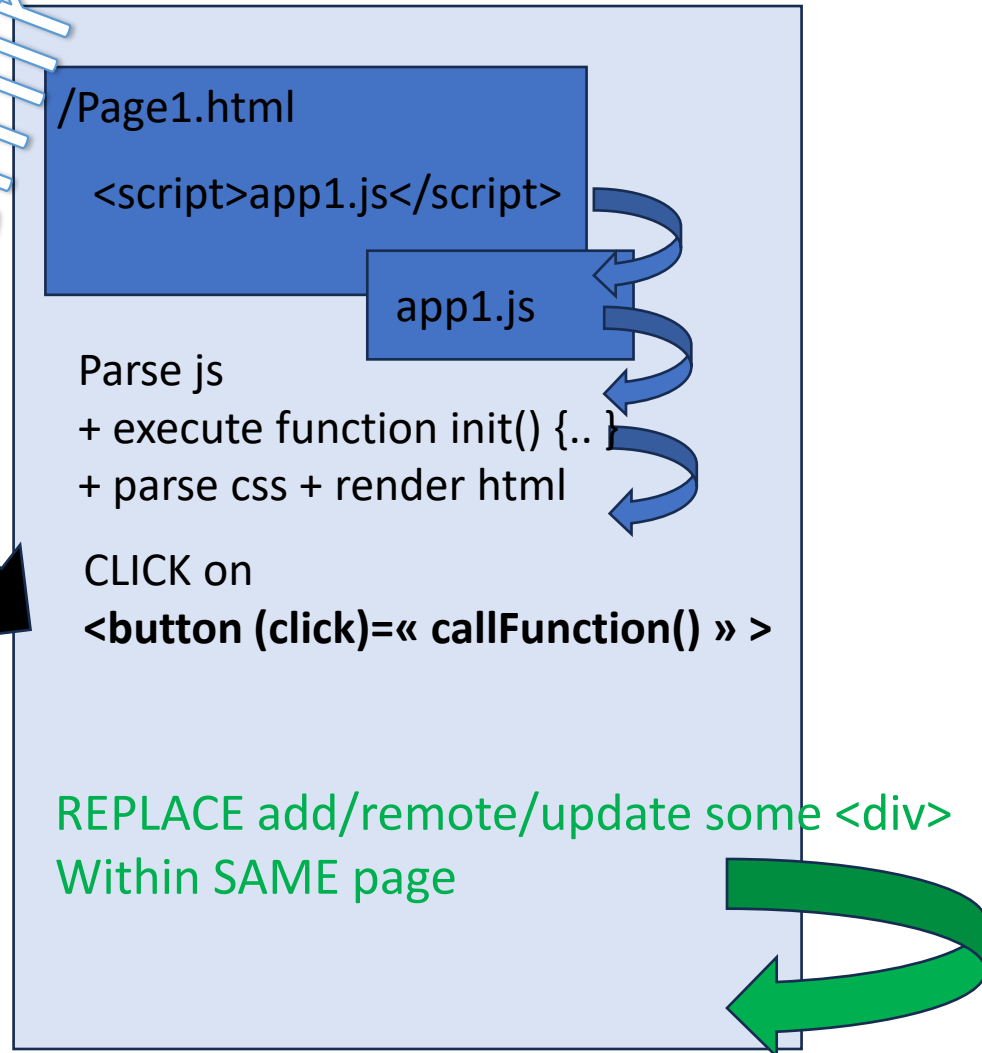 /Page1.html
<script>app1.js</script>
app1.js
Parse js
+ execute function init() {.. }
+ parse css + render html
CLICK on
<button (click)=« callFunction() » >
REPLACE add/remote/update some <div>
Within SAME page